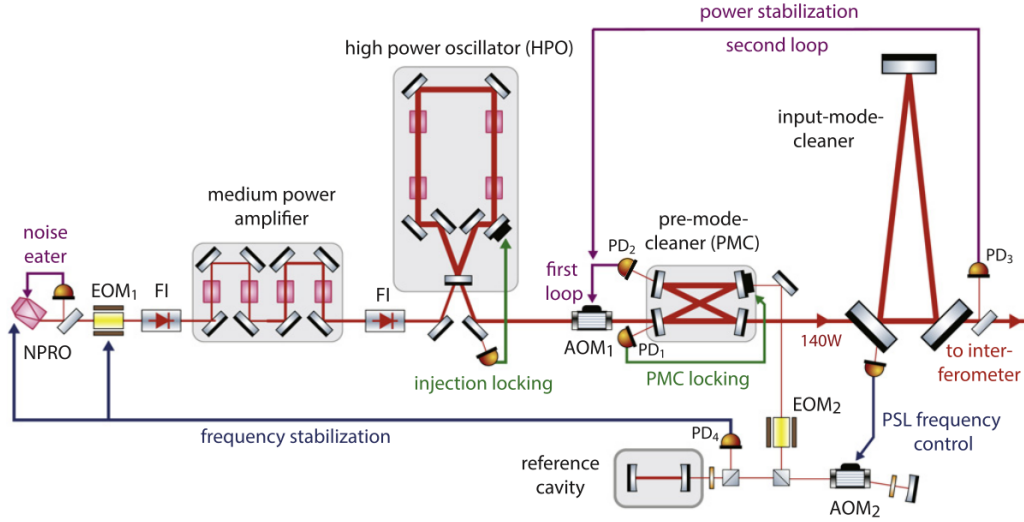 power stabilization
second loop
high power oscillator (HPO)
input-mode-
cleaner
medium power
amplifier
pre-mode-
cleaner (PMC)
noise
eater
PD2
PD3
first
loop
EOM1
FI
FI
NPRO
AOM1
PD1
140W
to inter-
ferometer
injection locking
PMC locking
EOM2
PSL frequency
control
frequency stabilization
PD4
reference
cavity
AOM2